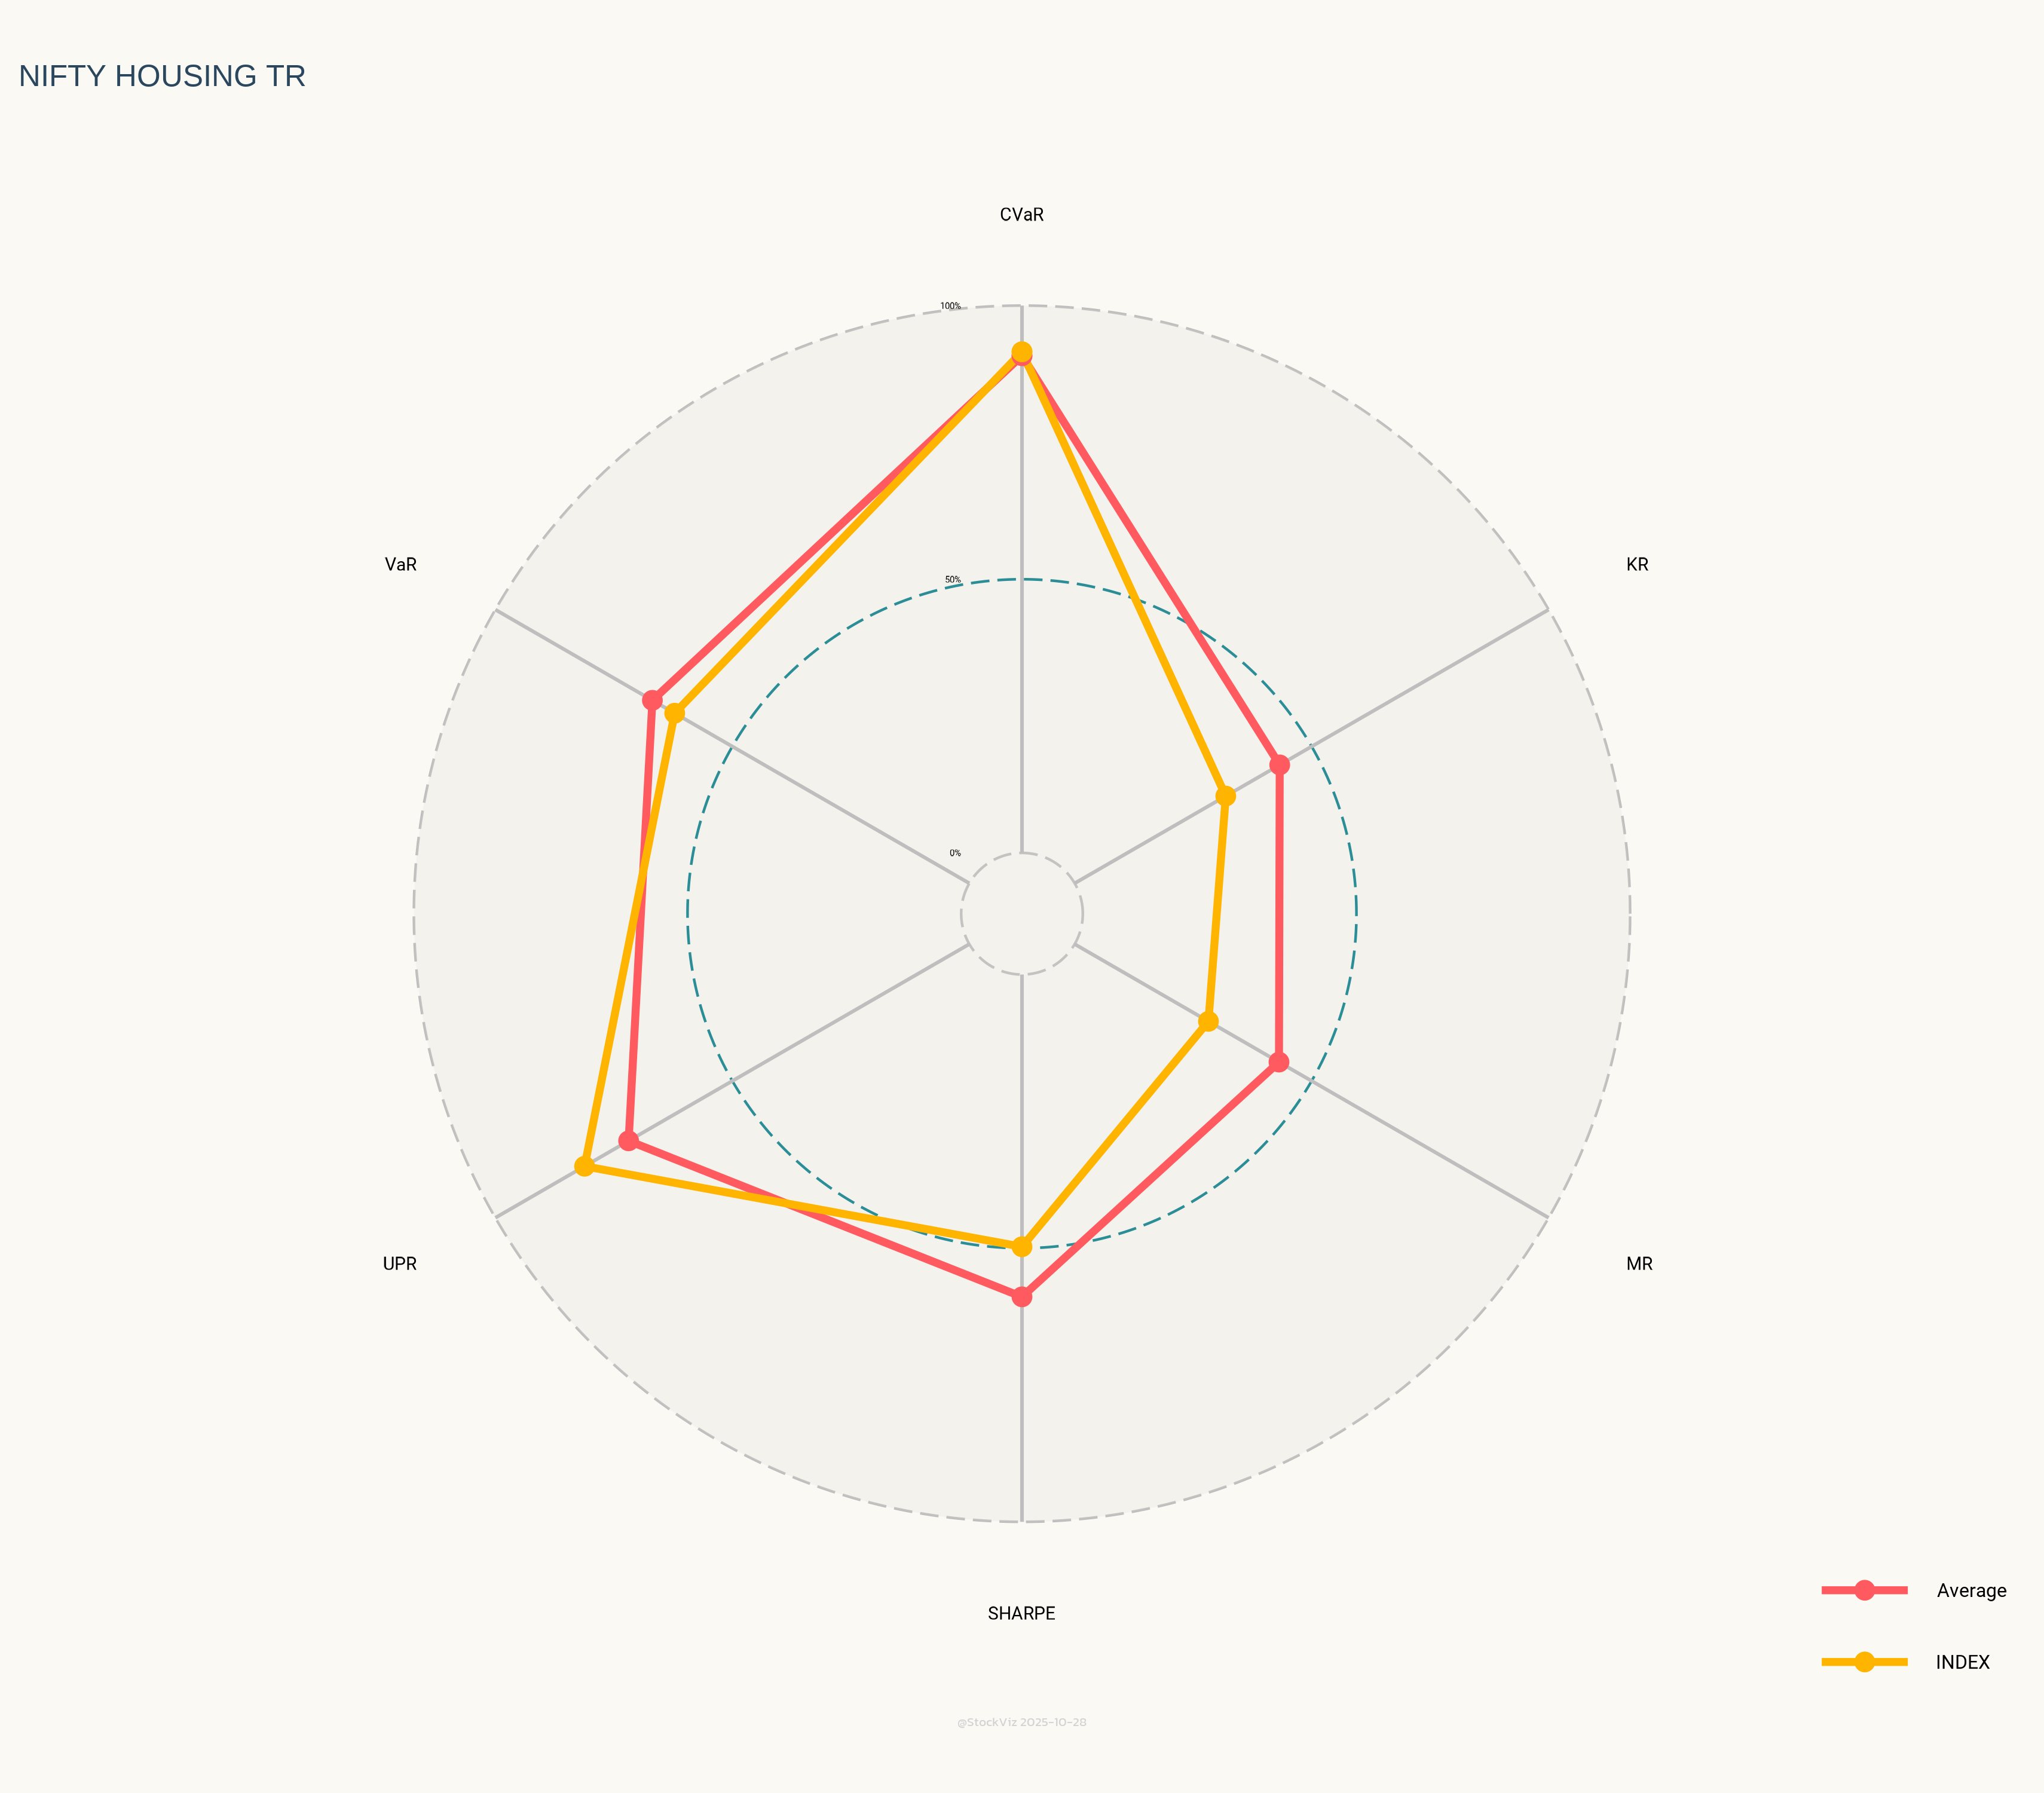 NIFTY HOUSING TR
CVaR
100%
KR
VaR
50%
0%
UPR
MR
SHARPE
Average
INDEX
@StockViz 2025-10-28